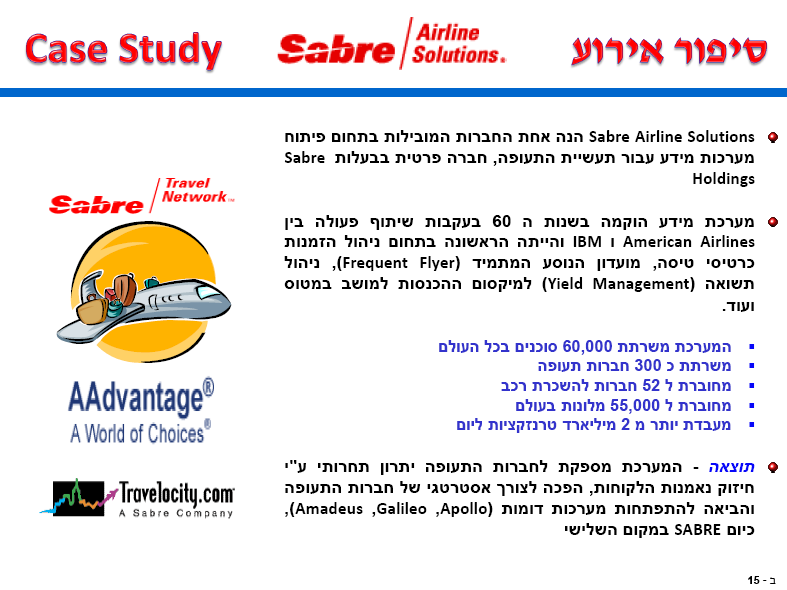 Case Study
Sabre Airline Solutions®
סיפור אירוע
Sabre Airline Solutions הנה אחת החברות המובילות בתחום פיתוח
מערכות מידע עבור תעשיית התעופה, חברה פרטית בבעלות Sabre
Holdings
מערכת מידע הוקמה בשנות ה 60 בעקבות שיתוף פעולה בין
American Airlines ו IBM והייתה הראשונה בתחום ניהול הזמנות
כרטיסי טיסה, מועדון הנוסע המתמיד (Frequent Flyer), ניהול
תשואה (Yield Management) למיקסום ההכנסות למושב במטוס
ועוד.
המערכת משרתת 60,000 סוכנים בכל העולם
משרתת כ 300 חברות תעופה
מחוברת ל 52 חברות להשכרת רכב
מחוברת ל 55,000 מלונות בעולם
מעבדת יותר מ 2 מיליארד טרנזקציות ליום
תוצאה - המערכת מספקת לחברות התעופה יתרון תחרותי ע"י
חיזוק נאמנות הלקוחות, הפכה לצורך אסטרטגי של חברות התעופה
והביאה להתפתחות מערכות דומות (Amadeus ,Galileo ,Apollo),
כיום SABRE במקום השלישי
Sabre Travel Network™
AAdvantage®
A World of Choices®
Travelocity.com
A Sabre Company
ב - 15